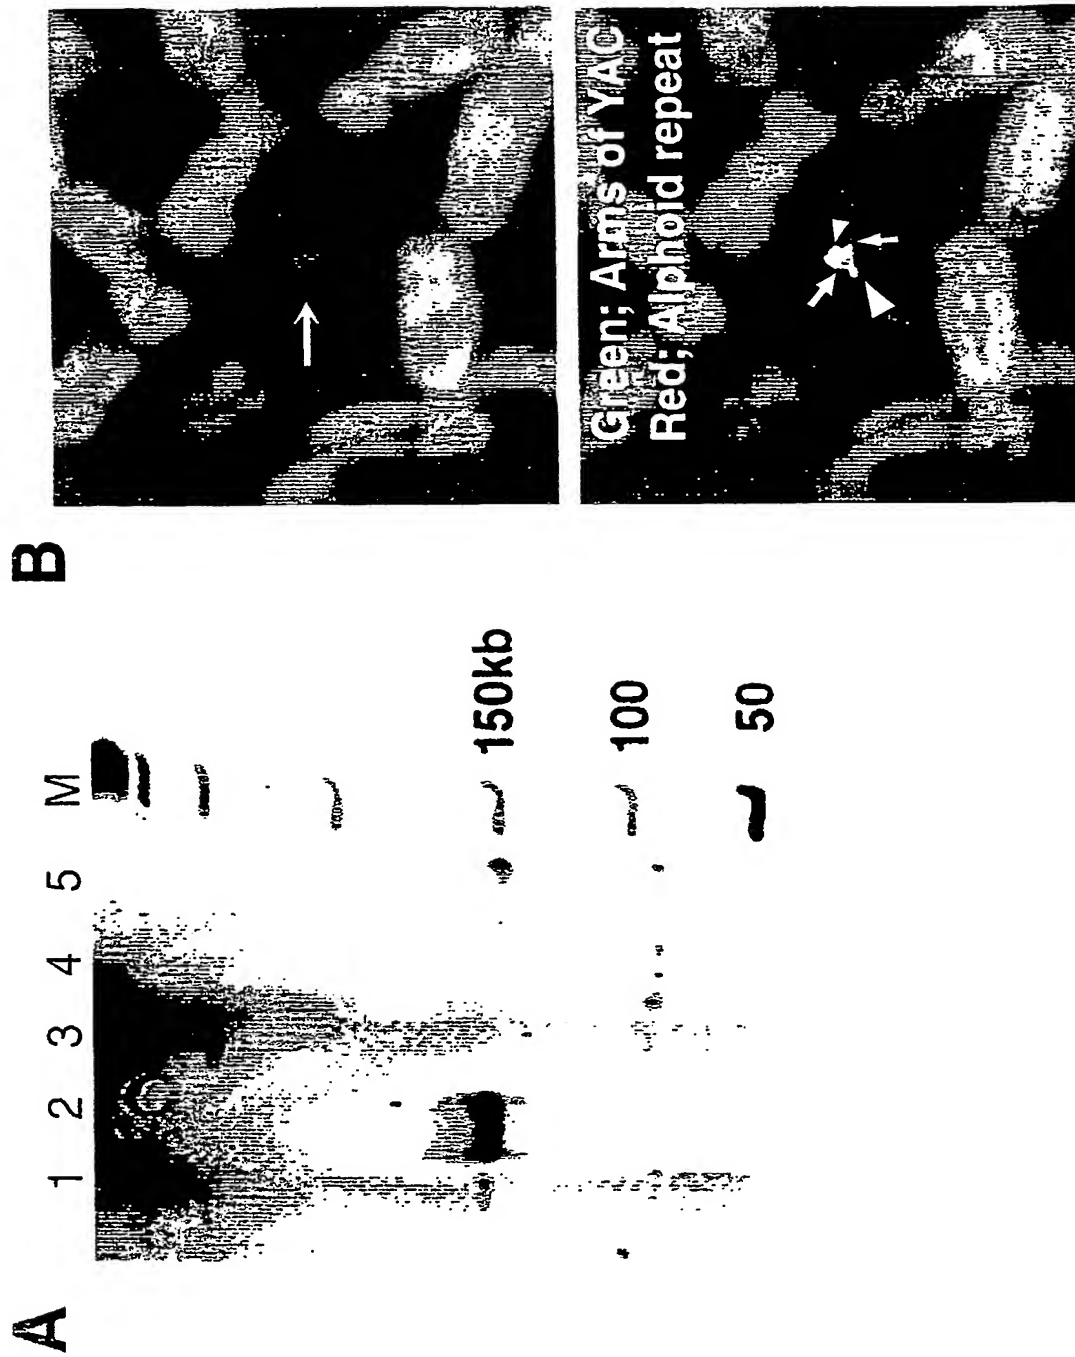 A
1 2 3 4 5 M
150kb
100
50
B
Green; Arms of YAC
Red; Alphoid repeat